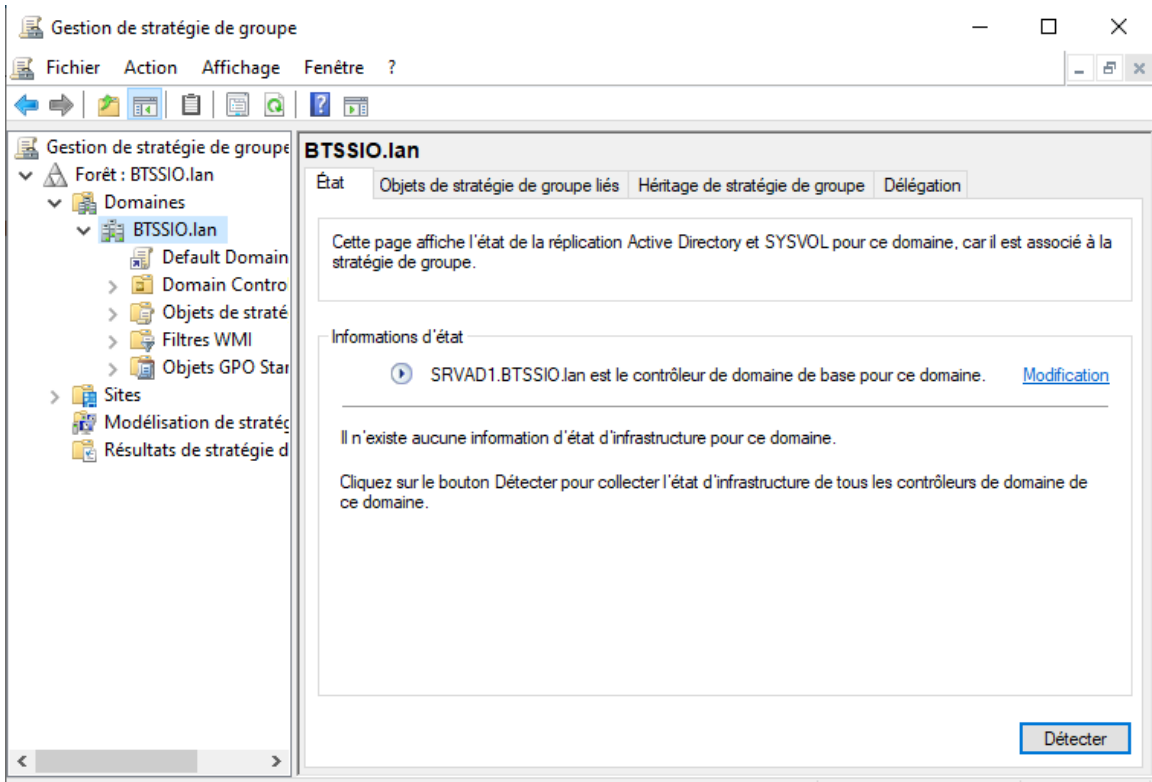 Gestion de stratégie de groupe
Fichier Action Affichage Fenêtre ?
Gestion de stratégie de groupe
Forêt : BTSSIO.lan
Domaines
BTSSIO.lan
Default Domain
Domain Contro
Objets de straté
Filtres WMI
Objets GPO Star
Sites
Modélisation de stratég
Résultats de stratégie d
BTSSIO.lan
État Objets de stratégie de groupe liés Héritage de stratégie de groupe Délégation
Cette page affiche l'état de la réplication Active Directory et SYSVOL pour ce domaine, car il est associé à la
stratégie de groupe.
Informations d'état
SRVAD1.BTSSIO.lan est le contrôleur de domaine de base pour ce domaine. Modification
Il n'existe aucune information d'état d'infrastructure pour ce domaine.
Cliquez sur le bouton Détecter pour collecter l'état d'infrastructure de tous les contrôleurs de domaine de
ce domaine.
Détecter